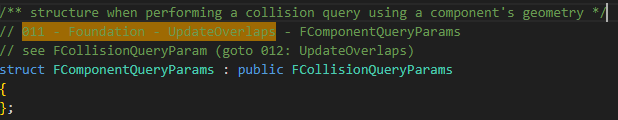 /** structure when performing a collision query using a component's geometry */
// 011 - Foundation - UpdateOverlaps - FComponentQueryParams
// see FCollisionQueryParam (goto 012: UpdateOverlaps)
struct FComponentQueryParams : public FCollisionQueryParams
{
};